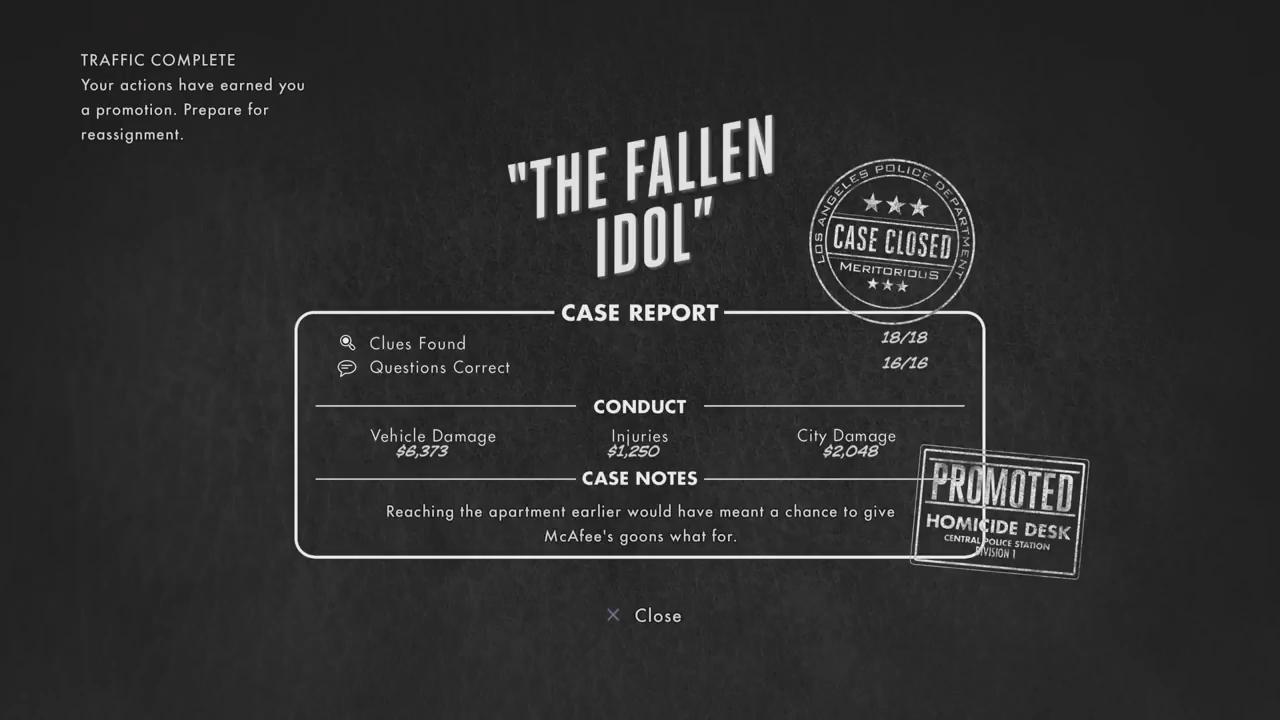 TRAFFIC COMPLETE
Your actions have earned you
a promotion. Prepare for
reassignment.
"THE FALLEN
IDOL"
LOS ANGELES POLICE DEPARTMENT
CASE CLOSED
MERITORIOUS
CASE REPORT
Clues Found 18/18
Questions Correct 16/16
CONDUCT
Vehicle Damage Injuries City Damage
$6,373 $1,250 $2,048
CASE NOTES
Reaching the apartment earlier would have meant a chance to give
McAfee's goons what for.
PROMOTED
HOMICIDE DESK
CENTRAL POLICE STATION
DIVISION 1
Close